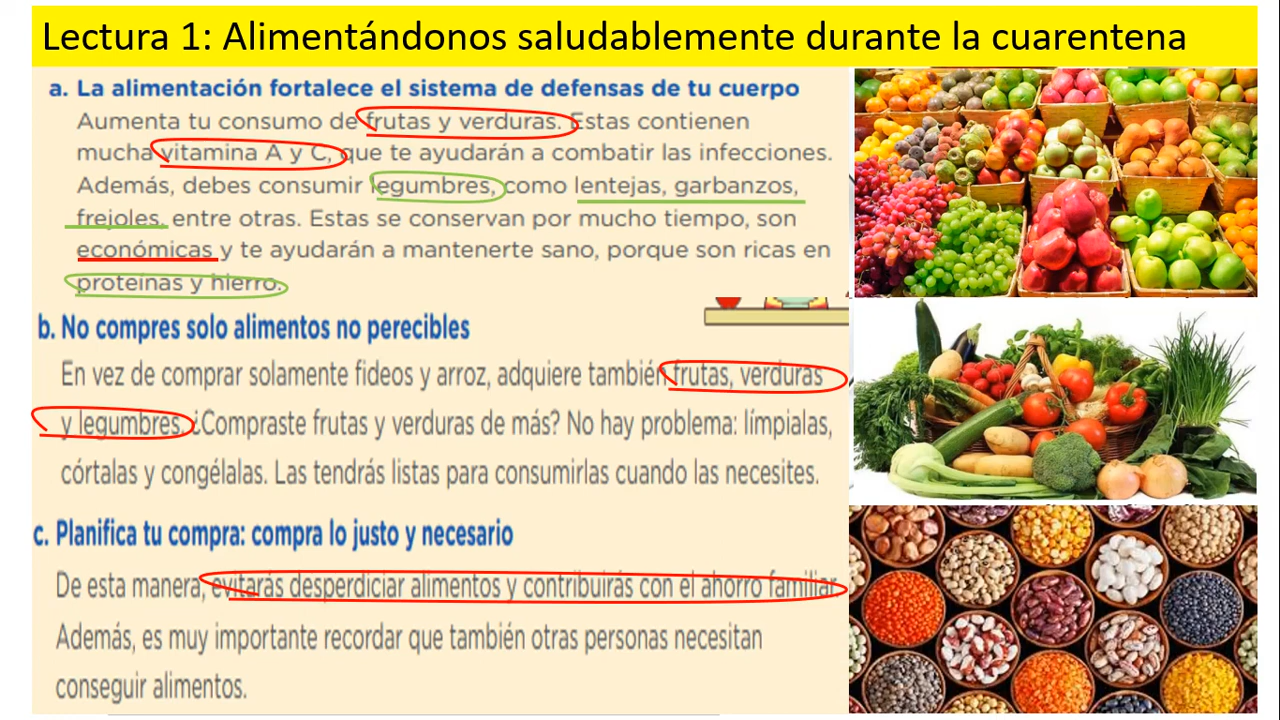 Lectura 1: Alimentándonos saludablemente durante la cuarentena
a. La alimentación fortalece el sistema de defensas de tu cuerpo
Aumenta tu consumo de frutas y verduras. Estas contienen
mucha vitamina A y C, que te ayudarán a combatir las infecciones.
Además, debes consumir legumbres, como lentejas, garbanzos,
frejoles, entre otras. Estas se conservan por mucho tiempo, son
económicas y te ayudarán a mantenerte sano, porque son ricas en
proteínas y hierro.
b. No compres solo alimentos no perecibles
En vez de comprar solamente fideos y arroz, adquiere también frutas, verduras
y legumbres. ¿Compraste frutas y verduras de más? No hay problema: límpialas,
córtalas y congélalas. Las tendrás listas para consumirlas cuando las necesites.
c. Planifica tu compra: compra lo justo y necesario
De esta manera, evitarás desperdiciar alimentos y contribuirás con el ahorro familiar.
Además, es muy importante recordar que también otras personas necesitan
conseguir alimentos.